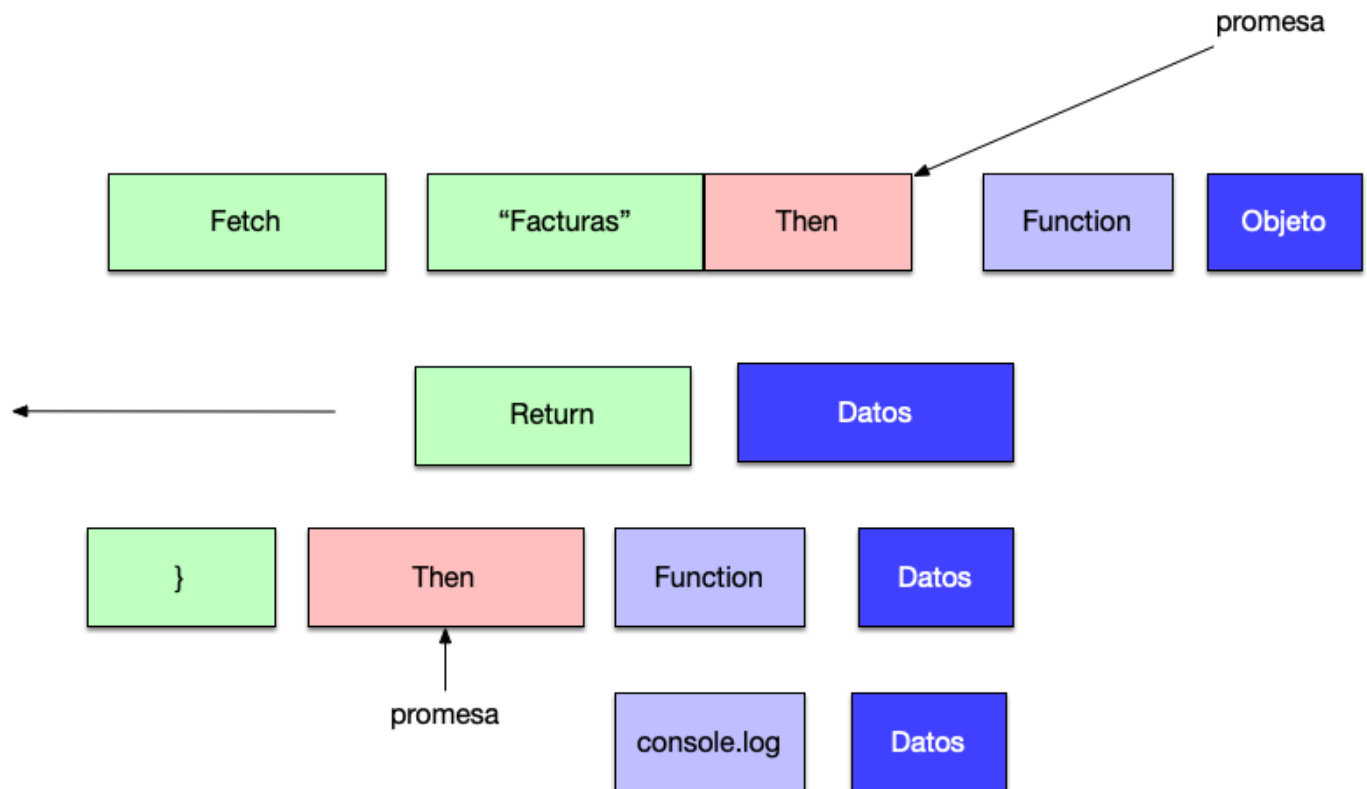 promesa
Fetch “Facturas” Then Function Objeto
Return Datos
} Then Function Datos
promesa
console.log Datos